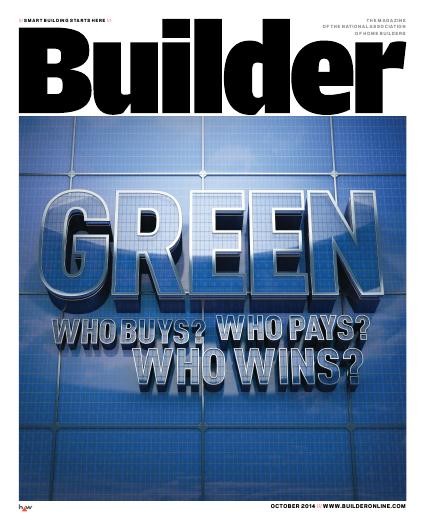 // SMART BUILDING STARTS HERE //
THE MAGAZINE
OF THE NATIONAL ASSOCIATION
OF HOME BUILDERS
Builder
GREEN
WHO BUYS? WHO PAYS?
WHO WINS?
OCTOBER 2014 // WWW.BUILDERONLINE.COM